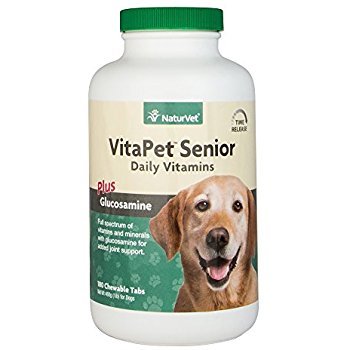 NaturVet
TIME
RELEASE
VitaPet™ Senior
Daily Vitamins
Plus
Glucosamine
Full spectrum of
vitamins and minerals
with glucosamine for
added joint support.
180 Chewable Tabs
for Dogs